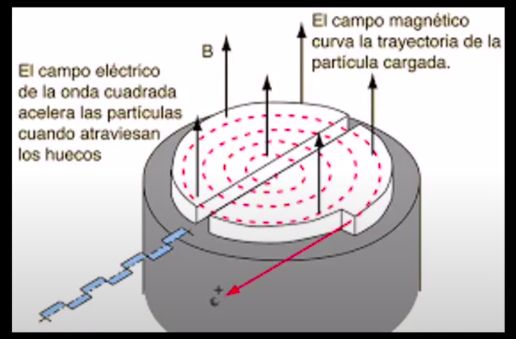 El campo magnético
curva la trayectoria de la
partícula cargada.
B
El campo eléctrico
de la onda cuadrada
acelera las partículas
cuando atraviesan
los huecos
+